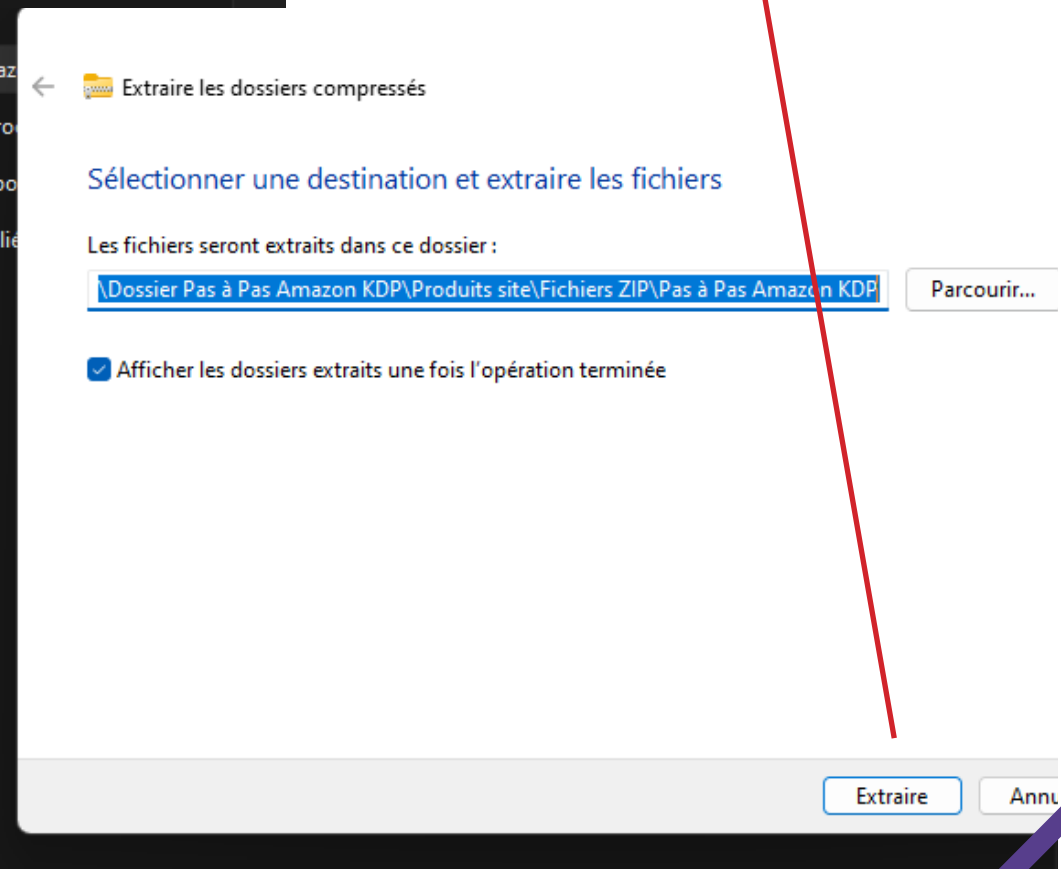 Extraire les dossiers compressés
Sélectionner une destination et extraire les fichiers
Les fichiers seront extraits dans ce dossier :
\Dossier Pas à Pas Amazon KDP\Produits site\Fichiers ZIP\Pas à Pas Amazon KDP
Parcourir...
Afficher les dossiers extraits une fois l'opération terminée
Extraire